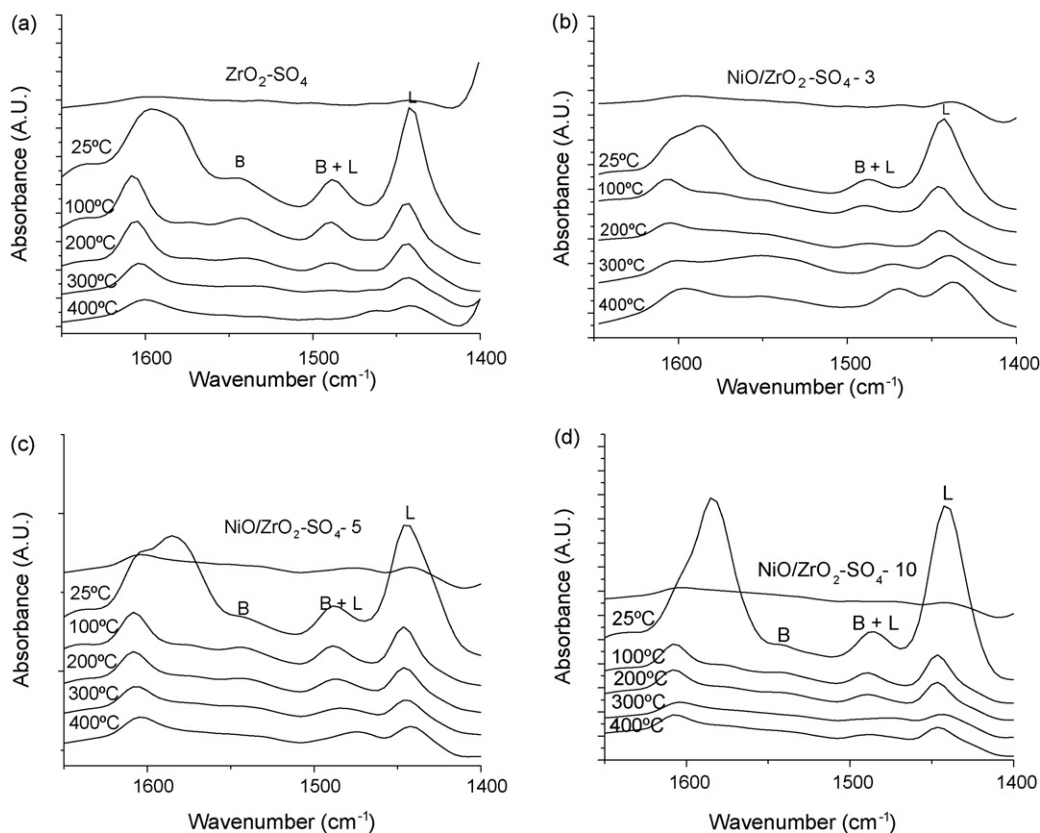 (a)
ZrO₂-SO₄
L
25ºC
B
B + L
100ºC
200ºC
300ºC
400ºC
1600
1500
1400
Wavenumber (cm⁻¹)
Absorbance (A.U.)
(b)
NiO/ZrO₂-SO₄- 3
L
25ºC
B + L
100ºC
200ºC
300ºC
400ºC
1600
1500
1400
Wavenumber (cm⁻¹)
Absorbance (A.U.)
(c)
L
NiO/ZrO₂-SO₄- 5
25ºC
B
B + L
100ºC
200ºC
300ºC
400ºC
1600
1500
1400
Wavenumber (cm⁻¹)
Absorbance (A.U.)
(d)
L
NiO/ZrO₂-SO₄- 10
25ºC
B
B + L
100ºC
200ºC
300ºC
400ºC
1600
1500
1400
Wavenumber (cm⁻¹)
Absorbance (A.U.)